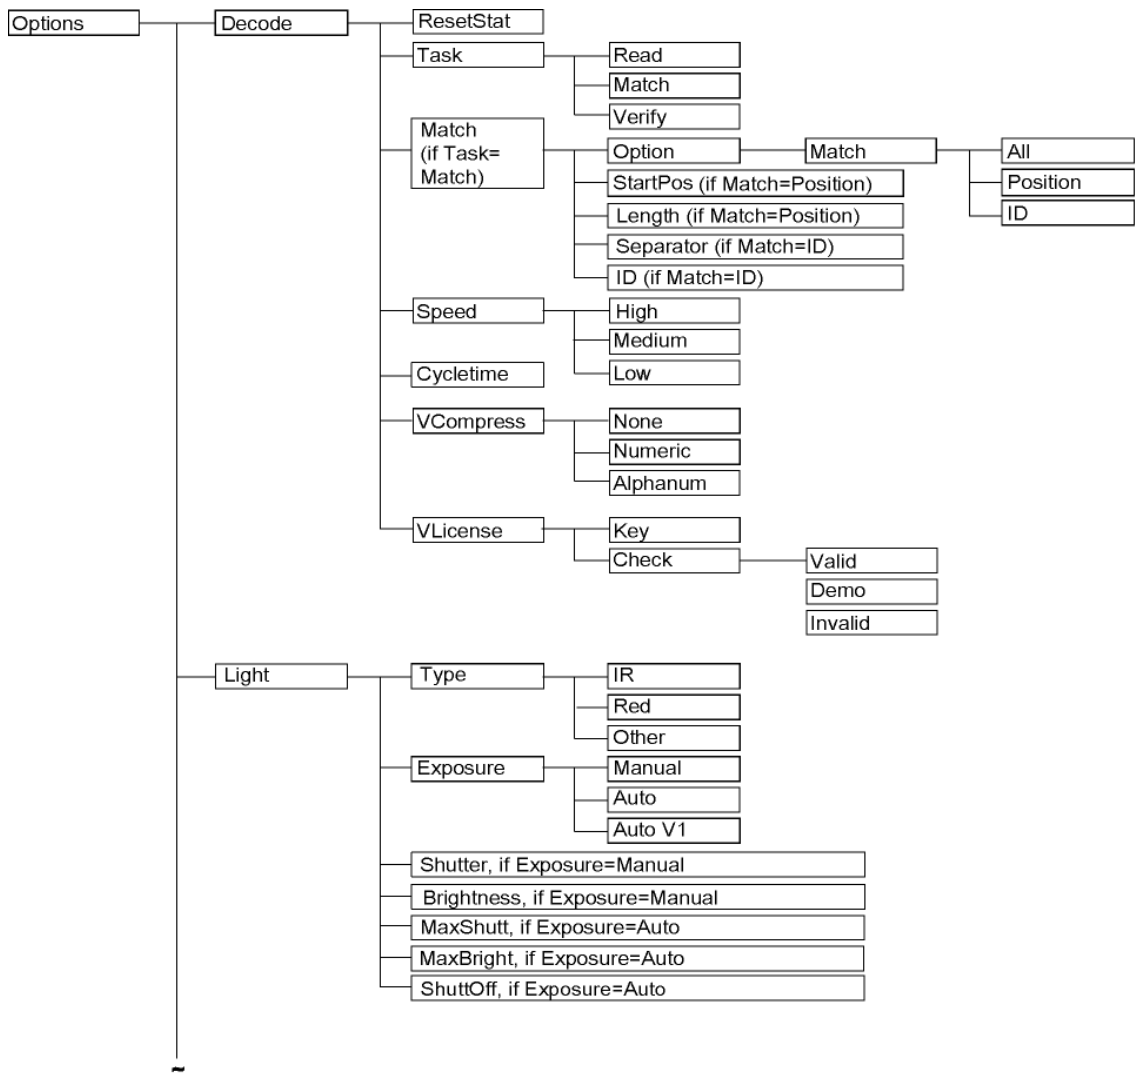 Options
Decode
ResetStat
Task
Read
Match
Verify
Match
(if Task=
Match)
Option
Match
All
StartPos (if Match=Position)
Position
Length (if Match=Position)
ID
Separator (if Match=ID)
ID (if Match=ID)
Speed
High
Medium
Cycletime
Low
VCompress
None
Numeric
Alphanum
VLicense
Key
Check
Valid
Demo
Invalid
Light
Type
IR
Red
Other
Exposure
Manual
Auto
Auto V1
Shutter, if Exposure=Manual
Brightness, if Exposure=Manual
MaxShutt, if Exposure=Auto
MaxBright, if Exposure=Auto
ShuttOff, if Exposure=Auto
~